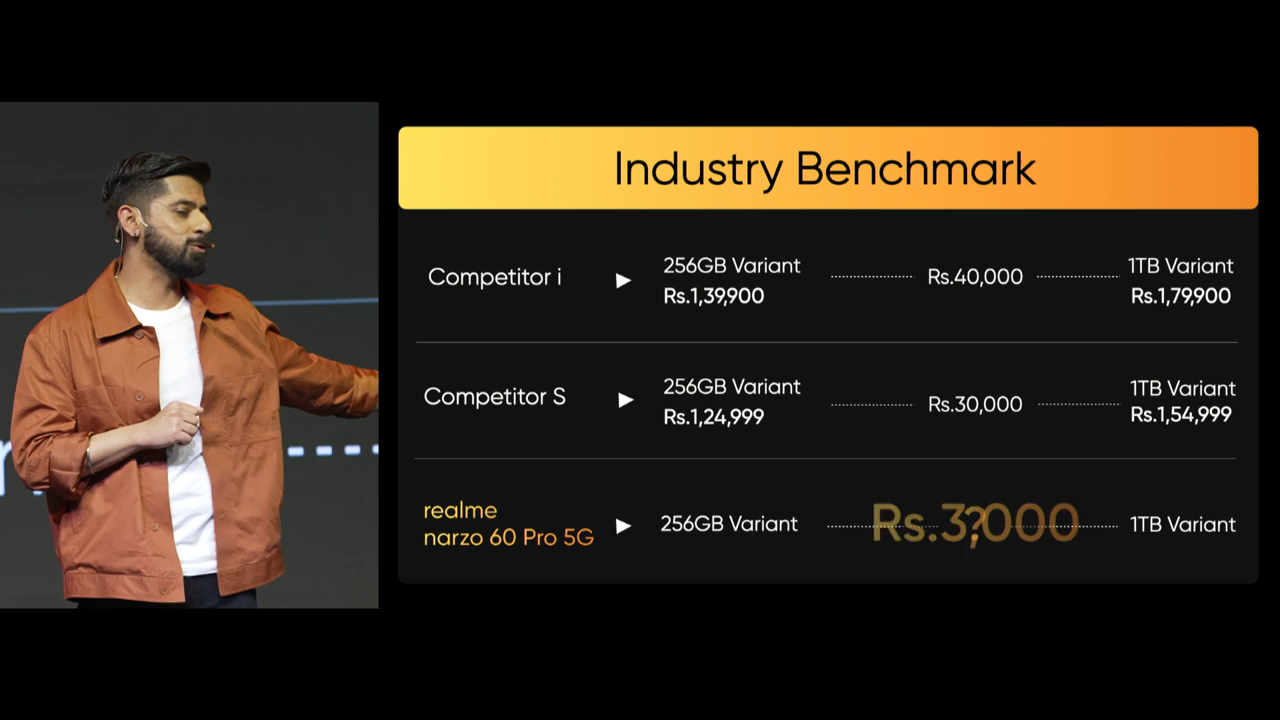 Industry Benchmark
Competitor i ▶ 256GB Variant Rs.40,000 1TB Variant
Rs.1,39,900 Rs.1,79,900
Competitor S ▶ 256GB Variant Rs.30,000 1TB Variant
Rs.1,24,999 Rs.1,54,999
realme
narzo 60 Pro 5G ▶ 256GB Variant Rs.3?000 1TB Variant